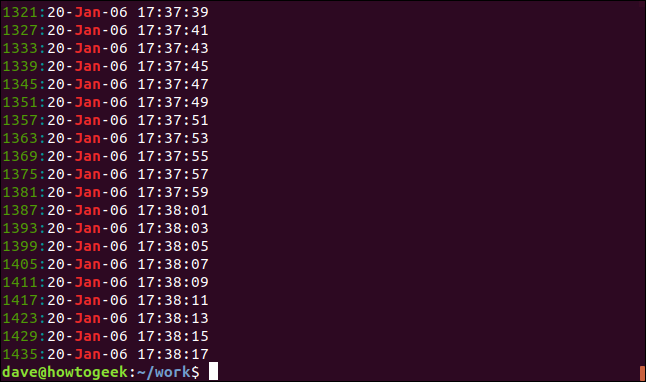 1321:20-Jan-06 17:37:39
1327:20-Jan-06 17:37:41
1333:20-Jan-06 17:37:43
1339:20-Jan-06 17:37:45
1345:20-Jan-06 17:37:47
1351:20-Jan-06 17:37:49
1357:20-Jan-06 17:37:51
1363:20-Jan-06 17:37:53
1369:20-Jan-06 17:37:55
1375:20-Jan-06 17:37:57
1381:20-Jan-06 17:37:59
1387:20-Jan-06 17:38:01
1393:20-Jan-06 17:38:03
1399:20-Jan-06 17:38:05
1405:20-Jan-06 17:38:07
1411:20-Jan-06 17:38:09
1417:20-Jan-06 17:38:11
1423:20-Jan-06 17:38:13
1429:20-Jan-06 17:38:15
1435:20-Jan-06 17:38:17
dave@howtogeek:~/work$